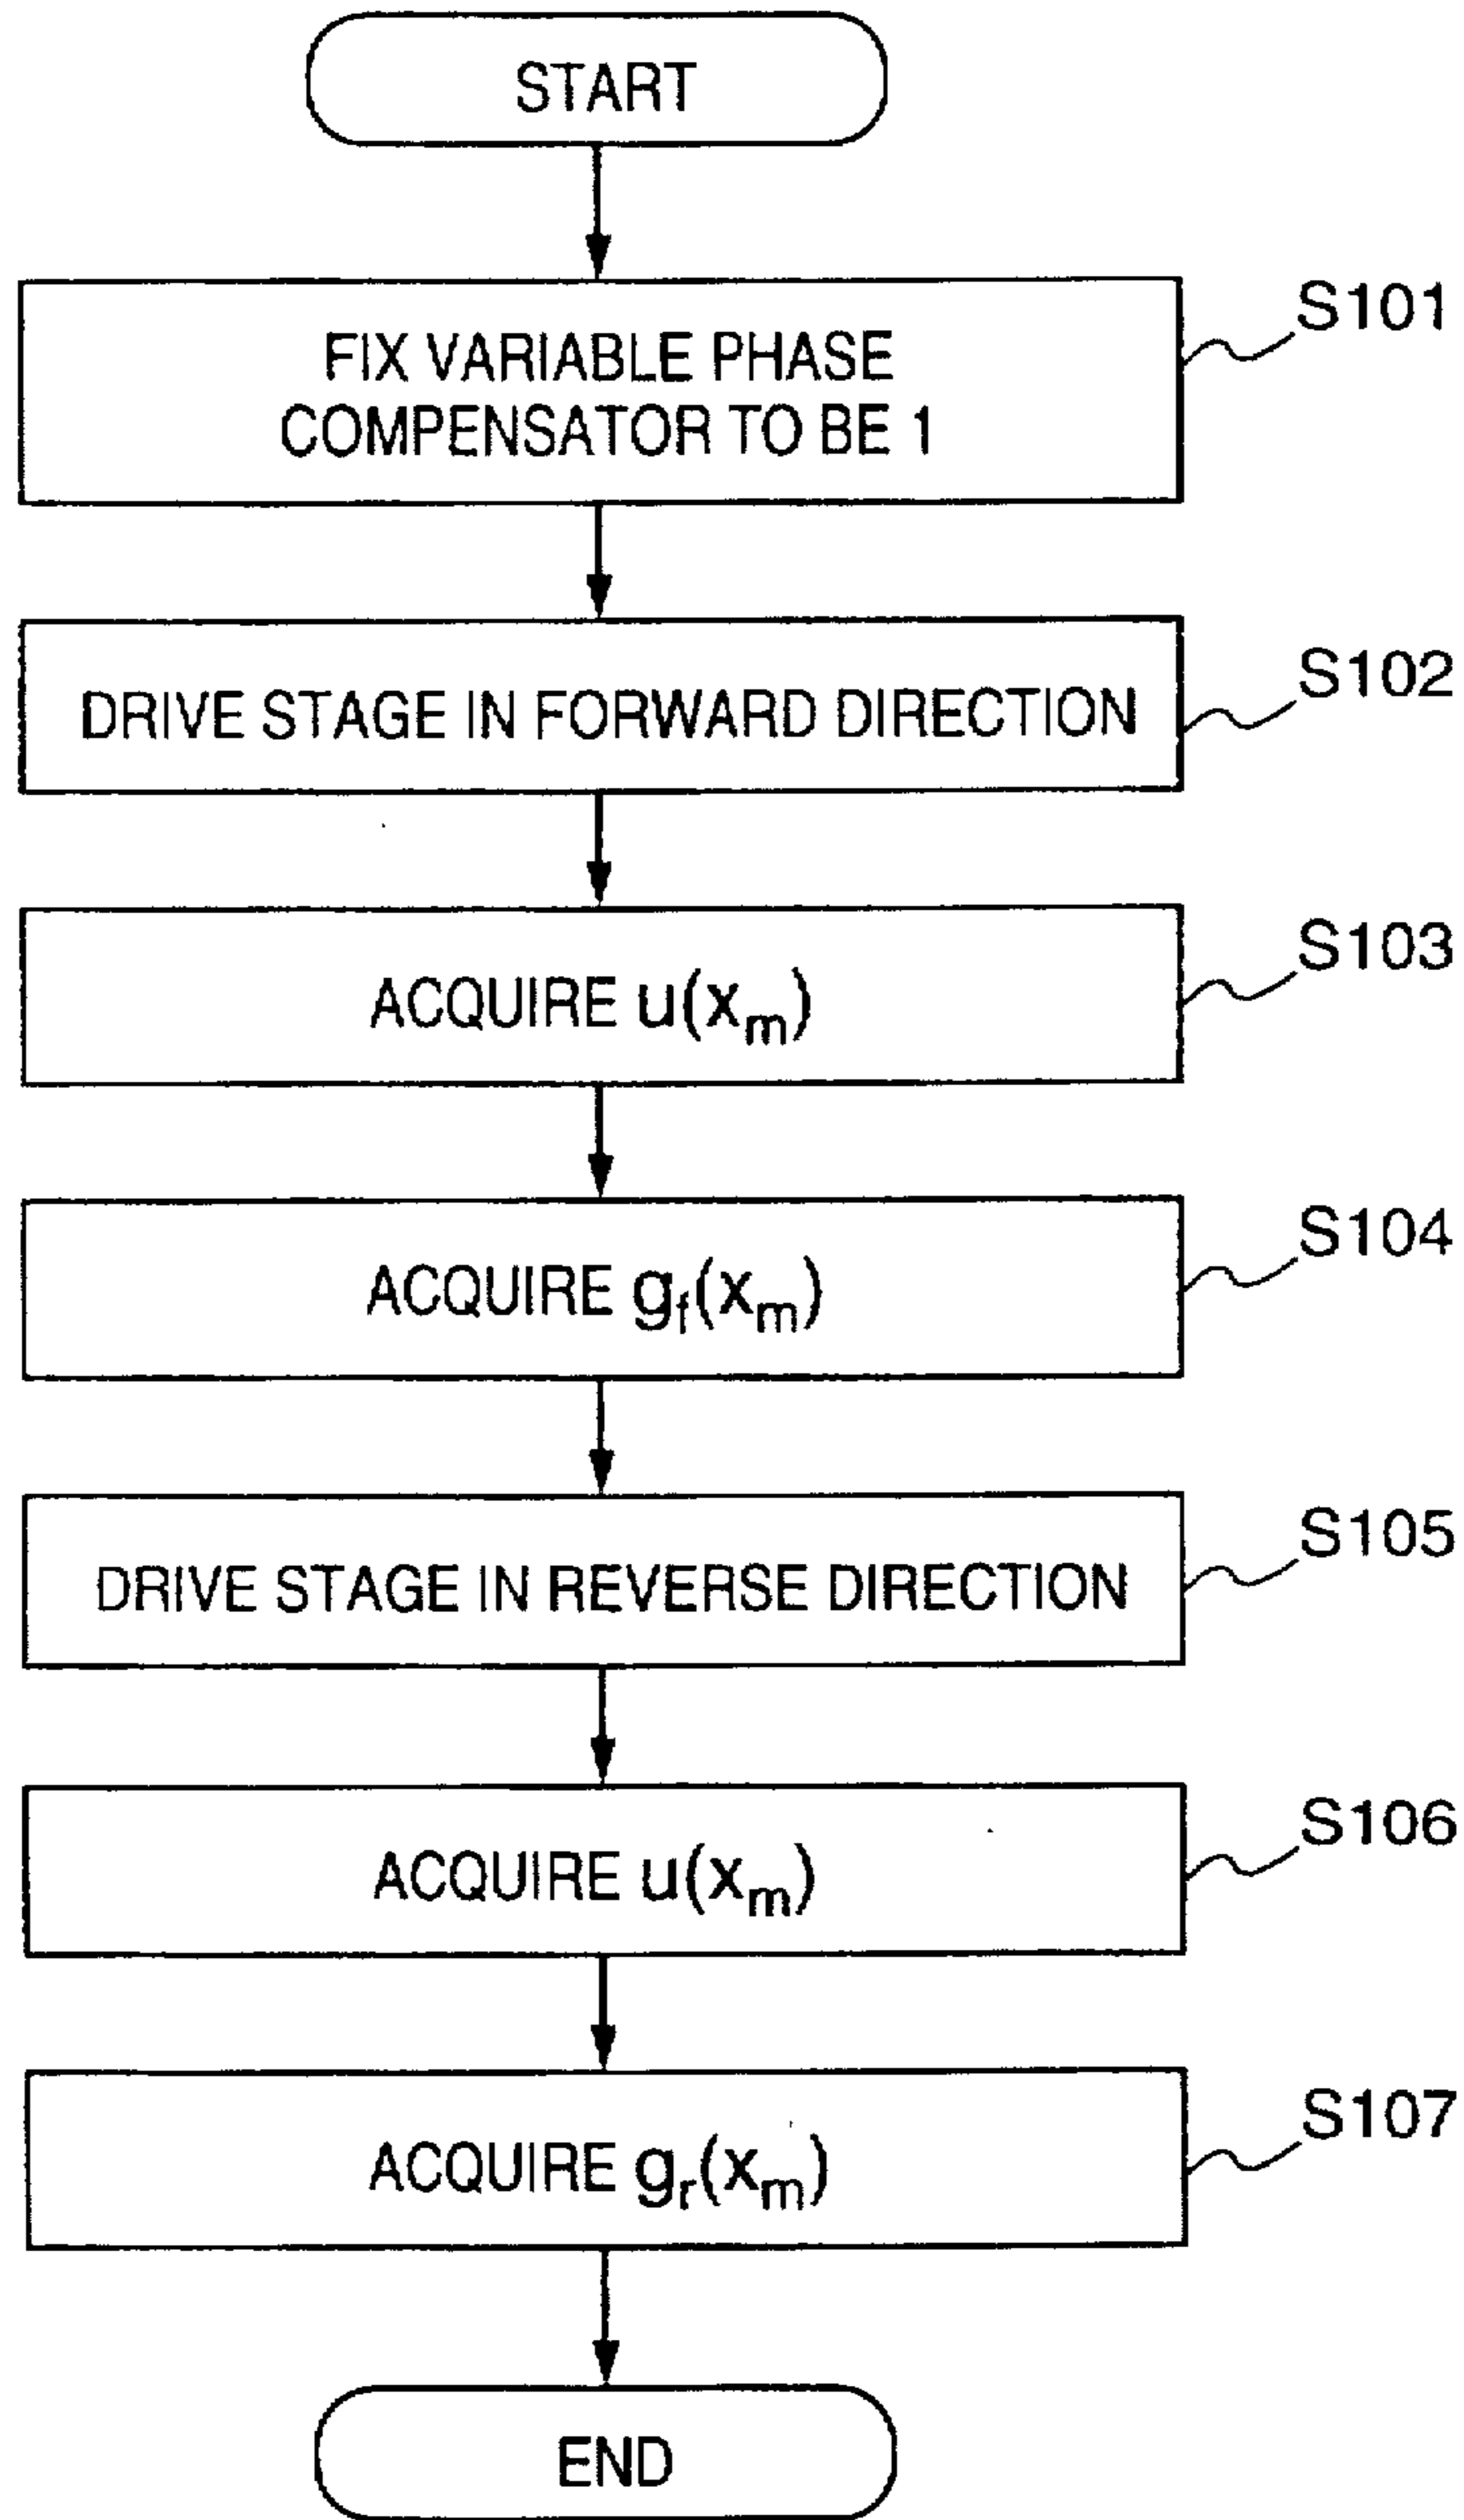 START
FIX VARIABLE PHASE
COMPENSATOR TO BE 1
S101
DRIVE STAGE IN FORWARD DIRECTION
S102
ACQUIRE u(xₘ)
S103
ACQUIRE g_f(xₘ)
S104
DRIVE STAGE IN REVERSE DIRECTION
S105
ACQUIRE u(xₘ)
S106
ACQUIRE gᵣ(xₘ)
S107
END